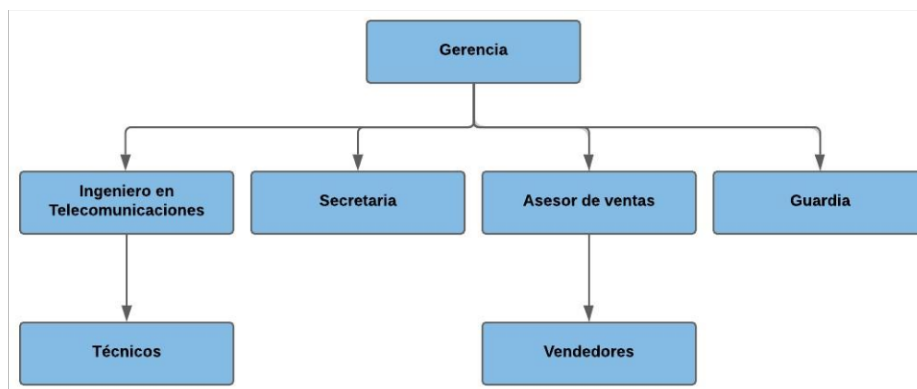 Gerencia
Ingeniero en
Telecomunicaciones
Secretaria
Asesor de ventas
Guardia
Técnicos
Vendedores